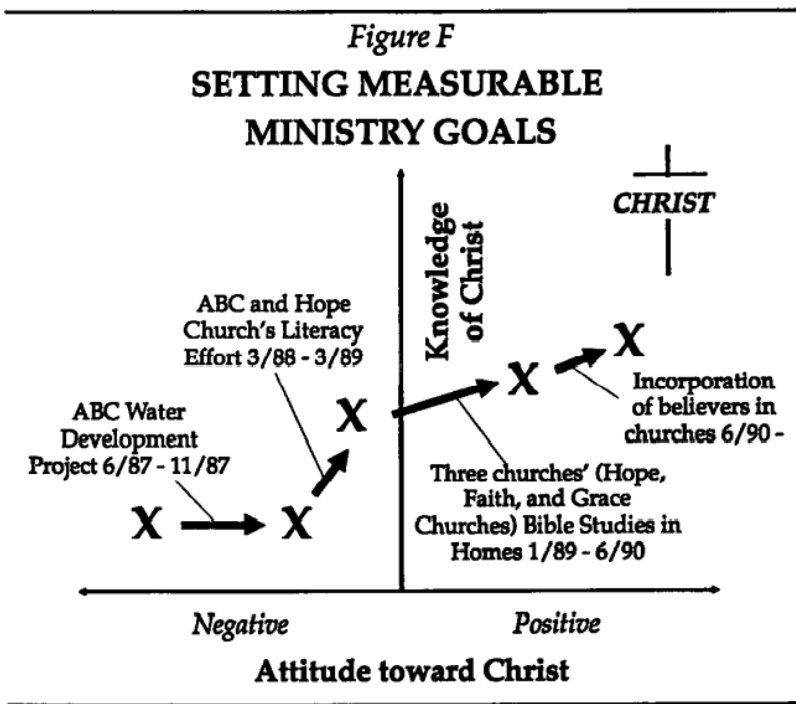 Figure F
SETTING MEASURABLE
MINISTRY GOALS
CHRIST
Knowledge
of Christ
ABC and Hope
Church's Literacy
Effort 3/88 - 3/89
X
X
Incorporation
of believers in
churches 6/90 -
ABC Water
Development
Project 6/87 - 11/87
X
Three churches' (Hope,
Faith, and Grace
Churches) Bible Studies in
Homes 1/89 - 6/90
X
X
Negative
Positive
Attitude toward Christ